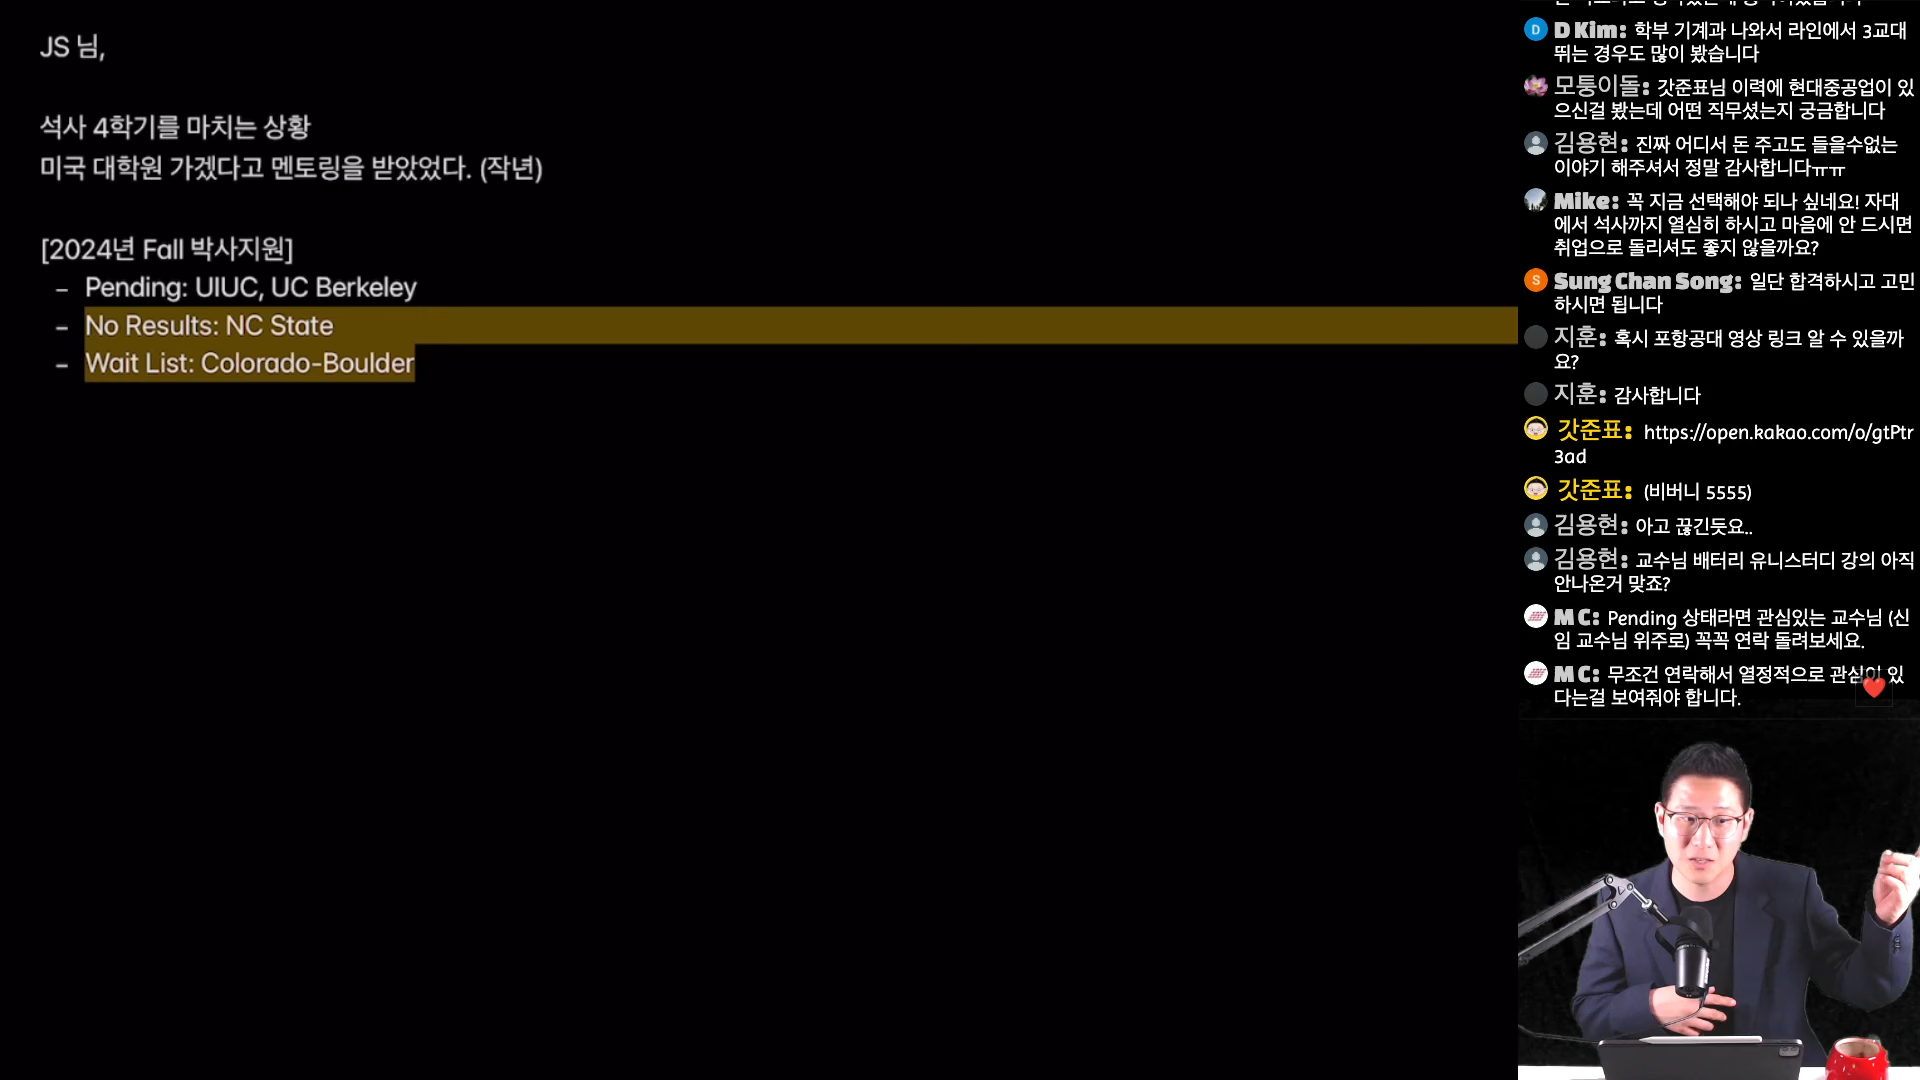 JS 님,
석사 4학기를 마치는 상황
미국 대학원 가겠다고 멘토링을 받았었다. (작년)
[2024년 Fall 박사지원]
– Pending: UIUC, UC Berkeley
– No Results: NC State
– Wait List: Colorado-Boulder
D Kim: 학부 기계과 나와서 라인에서 3교대
뛰는 경우도 많이 봤습니다
모퉁이돌: 갓준표님 이력에 현대중공업이 있
으신걸 봤는데 어떤 직무셨는지 궁금합니다
김용현: 진짜 어디서 돈 주고도 들을수없는
이야기 해주셔서 정말 감사합니다ㅠㅠ
Mike: 꼭 지금 선택해야 되나 싶네요! 자대
에서 석사까지 열심히 하시고 마음에 안 드시면
취업으로 돌리셔도 좋지 않을까요?
Sung Chan Song: 일단 합격하시고 고민
하시면 됩니다
지훈: 혹시 포항공대 영상 링크 알 수 있을까
요?
지훈: 감사합니다
갓준표: https://open.kakao.com/o/gtPtr
3ad
갓준표: (비버니 5555)
김용현: 아고 끊긴듯요..
김용현: 교수님 배터리 유니스터디 강의 아직
안나온거 맞죠?
M C: Pending 상태라면 관심있는 교수님 (신
임 교수님 위주로) 꼭꼭 연락 돌려보세요.
M C: 무조건 연락해서 열정적으로 관심이 있
다는걸 보여줘야 합니다.